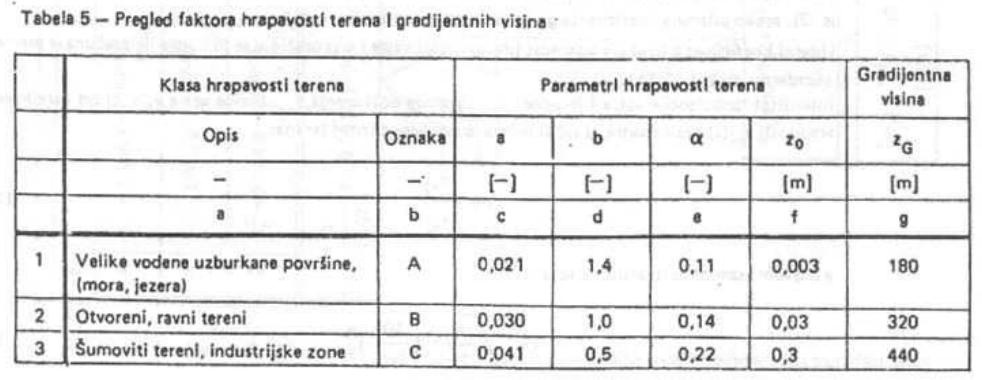 Tabela 5 — Pregled faktora hrapavosti terena I gradijentnih visina
Klasa hrapavosti terena Parametri hrapavosti terena Gradijentna visina
Opis Oznaka a b α z0 zG
— — [—] [—] [—] [m] [m]
a b c d e f g
1 Velike vodene uzburkane površine, (mora, jezera) A 0,021 1,4 0,11 0,003 180
2 Otvoreni, ravni tereni B 0,030 1,0 0,14 0,03 320
3 Šumoviti tereni, industrijske zone C 0,041 0,5 0,22 0,3 440